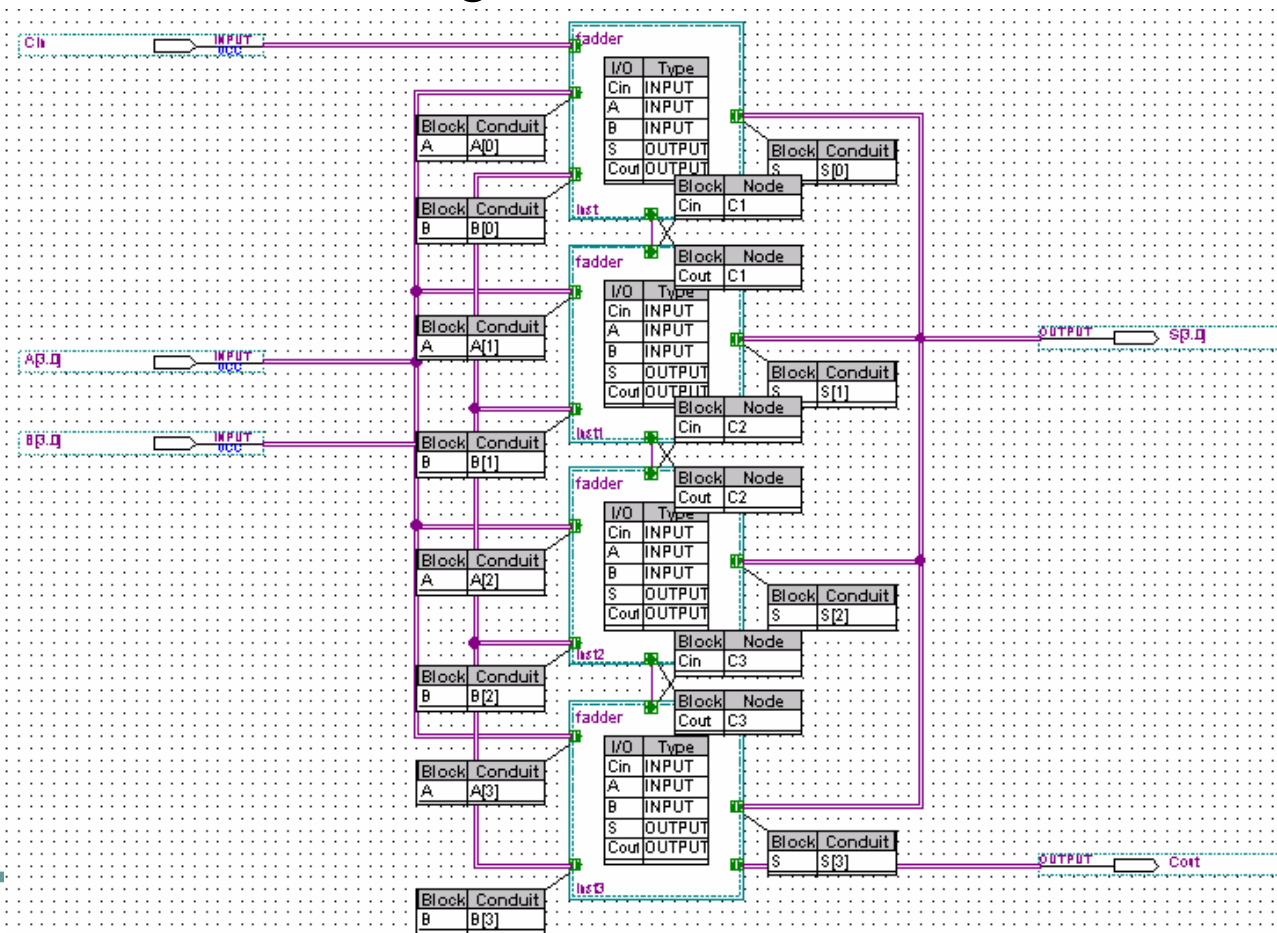 Cin INPUT VCC
fadder
I/O Type
Cin INPUT
A INPUT
B INPUT
S OUTPUT
Cout OUTPUT
inst
Block Conduit
A A[0]
Block Conduit
B B[0]
Block Conduit
S S[0]
Block Node
Cin C1
Block Node
Cout C1
fadder
I/O Type
Cin INPUT
A INPUT
B INPUT
S OUTPUT
Cout OUTPUT
inst1
Block Conduit
A A[1]
A[3..0] INPUT VCC
Block Conduit
B B[1]
B[3..0] INPUT VCC
OUTPUT S[3..0]
Block Conduit
S S[1]
Block Node
Cin C2
Block Node
Cout C2
fadder
I/O Type
Cin INPUT
A INPUT
B INPUT
S OUTPUT
Cout OUTPUT
inst2
Block Conduit
A A[2]
Block Conduit
B B[2]
Block Conduit
S S[2]
Block Node
Cin C3
Block Node
Cout C3
fadder
I/O Type
Cin INPUT
A INPUT
B INPUT
S OUTPUT
Cout OUTPUT
inst3
Block Conduit
A A[3]
Block Conduit
B B[3]
Block Conduit
S S[3]
OUTPUT Cout